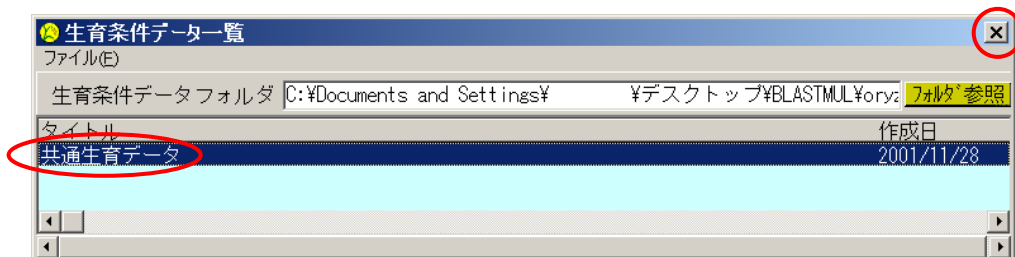 生育条件データ一覧
ファイル(E)
生育条件データフォルダ C:¥Documents and Settings¥ ¥デスクトップ¥BLASTMUL¥oryz フォルダ参照
タイトル 作成日
共通生育データ 2001/11/28